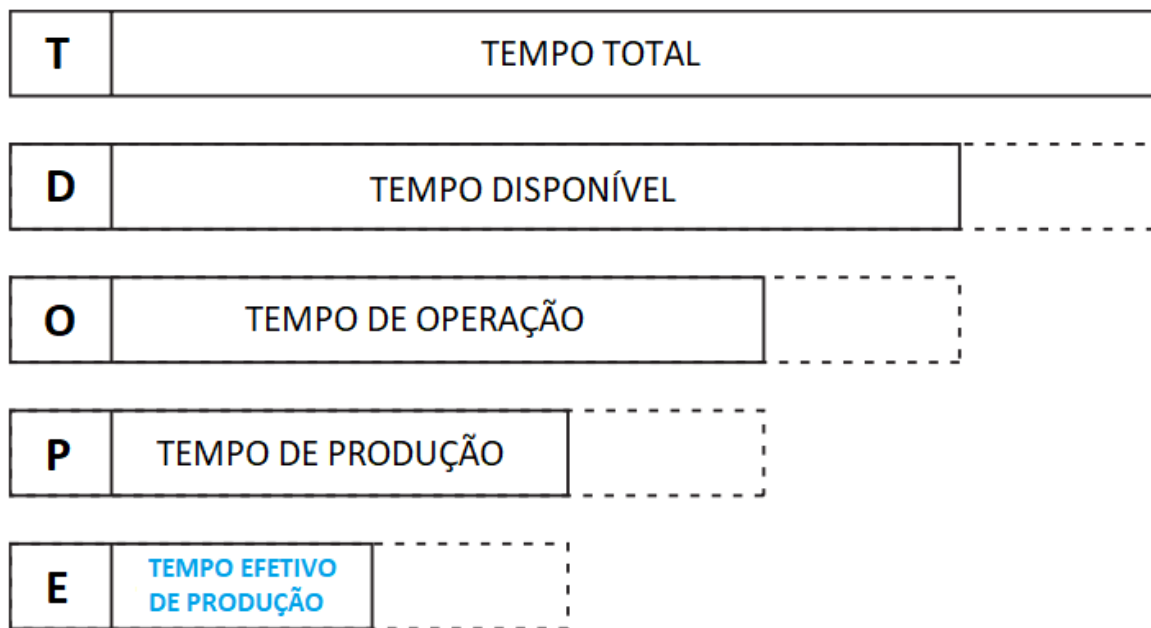 T TEMPO TOTAL
D TEMPO DISPONÍVEL
O TEMPO DE OPERAÇÃO
P TEMPO DE PRODUÇÃO
E TEMPO EFETIVO
DE PRODUÇÃO